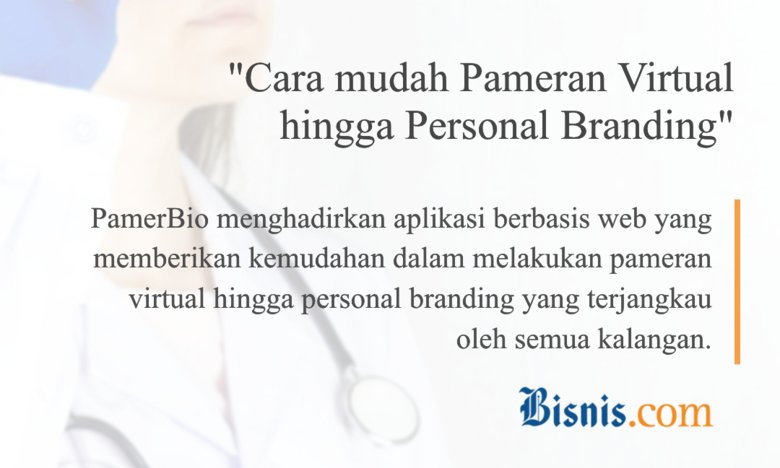 "Cara mudah Pameran Virtual
hingga Personal Branding"
PamerBio menghadirkan aplikasi berbasis web yang
memberikan kemudahan dalam melakukan pameran
virtual hingga personal branding yang terjangkau
oleh semua kalangan.
Bisnis.com